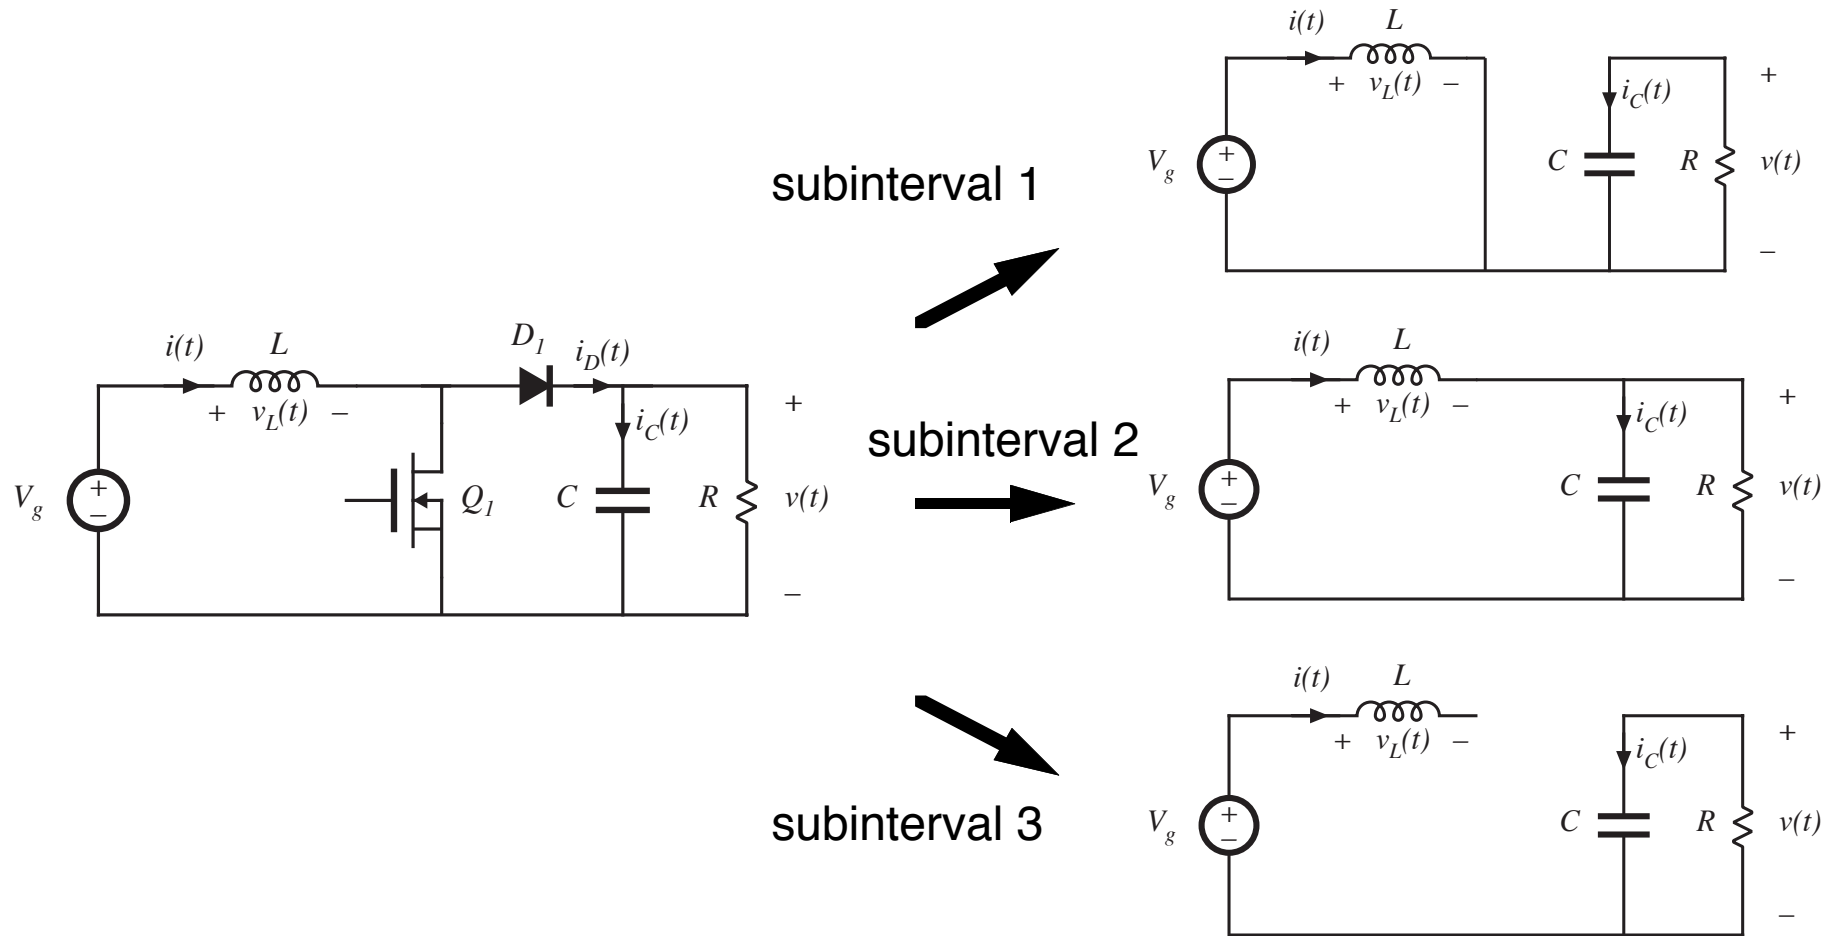 i(t) L
+ v_L(t) –
i_C(t)
+
V_g + – C R v(t)
–
subinterval 1
i(t) L D_1 i_D(t)
+ v_L(t) –
i_C(t)
+
V_g + – Q_1 C R v(t)
–
subinterval 2
i(t) L
+ v_L(t) –
i_C(t)
+
V_g + – C R v(t)
–
subinterval 3
i(t) L
+ v_L(t) –
i_C(t)
+
V_g + – C R v(t)
–